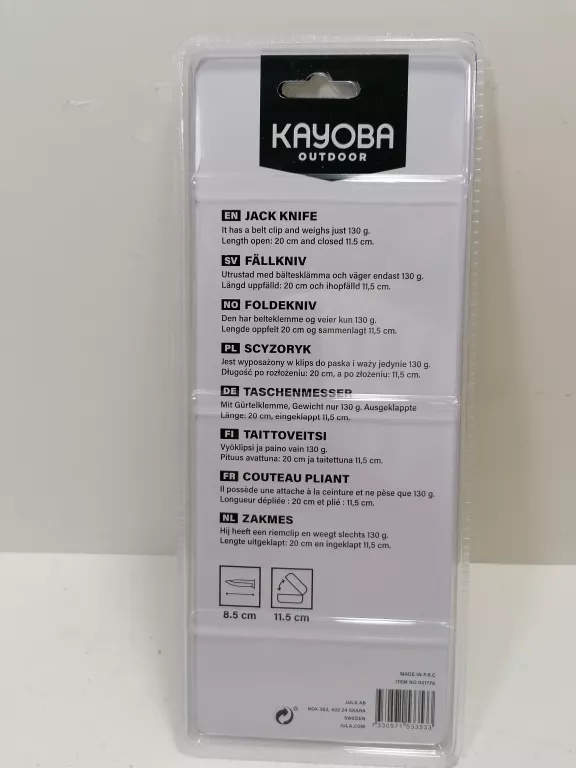 KAYOBA
OUTDOOR
EN JACK KNIFE
It has a belt clip and weighs just 130 g.
Length open: 20 cm and closed 11.5 cm.
SV FÄLLKNIV
Utrustad med bältesklämma och väger endast 130 g.
Längd uppfälld: 20 cm och ihopfälld 11,5 cm.
NO FOLDEKNIV
Den har belteklemme og veier kun 130 g.
Lengde oppfelt 20 cm og sammenlagt 11,5 cm.
PL SCYZORYK
Jest wyposażony w klips do paska i waży jedynie 130 g.
Długość po rozłożeniu: 20 cm, a po złożeniu: 11,5 cm.
DE TASCHENMESSER
Mit Gürtelklemme, Gewicht nur 130 g. Ausgeklappte
Länge: 20 cm, eingeklappt 11,5 cm.
FI TAITTOVEITSI
Vyöklipsi ja paino vain 130 g.
Pituus avattuna: 20 cm ja taitettuna 11,5 cm.
FR COUTEAU PLIANT
Il possède une attache à la ceinture et ne pèse que 130 g.
Longueur dépliée : 20 cm et plié : 11,5 cm.
NL ZAKMES
Hij heeft een riemclip en weegt slechts 130 g.
Lengte uitgeklapt: 20 cm en ingeklapt 11,5 cm.
8.5 cm 11.5 cm
MADE IN P.R.C
ITEM NO
JULA AB
BOX 363, 532 24 SKARA
SWEDEN
JULA.COM